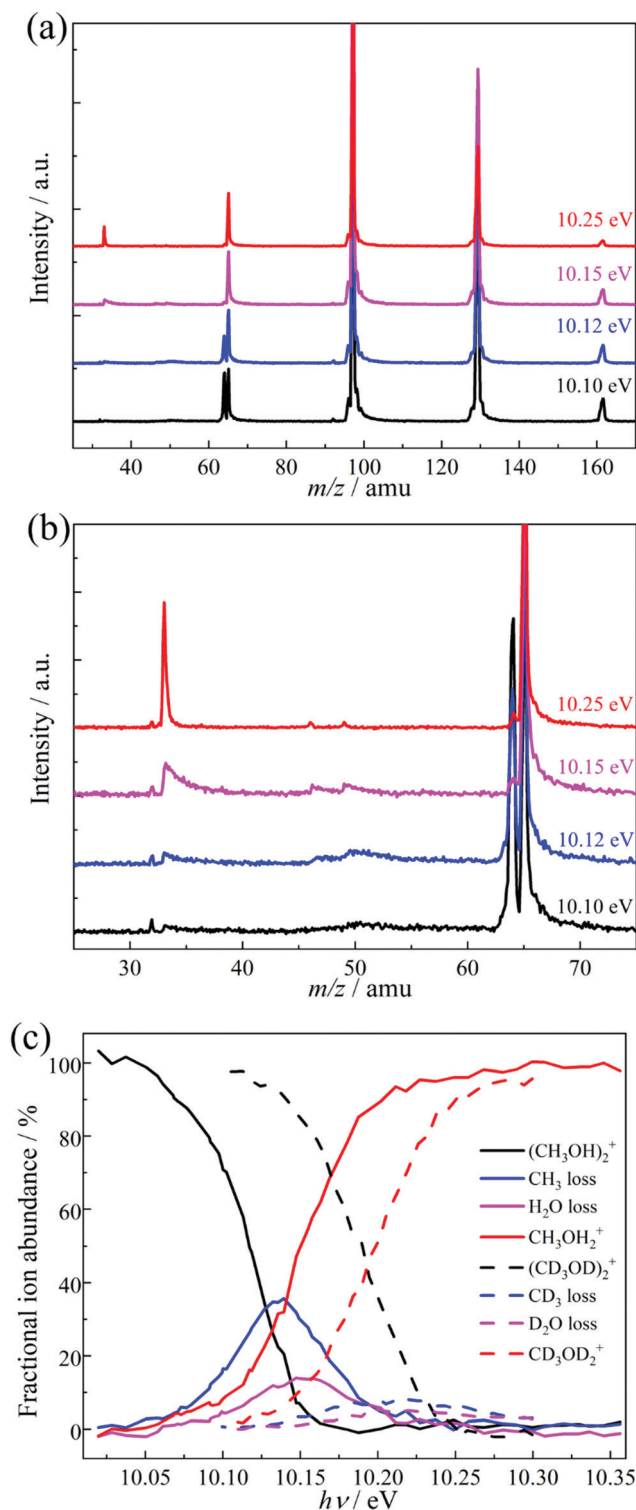 (a)
Intensity / a.u.
10.25 eV
10.15 eV
10.12 eV
10.10 eV
40 60 80 100 120 140 160
m/z / amu
(b)
Intensity / a.u.
10.25 eV
10.15 eV
10.12 eV
10.10 eV
30 40 50 60 70
m/z / amu
(c)
Fractional ion abundance / %
100
80
60
40
20
0
(CH₃OH)₂⁺
CH₃ loss
H₂O loss
CH₃OH₂⁺
(CD₃OD)₂⁺
CD₃ loss
D₂O loss
CD₃OD₂⁺
10.05 10.10 10.15 10.20 10.25 10.30 10.35
hν / eV